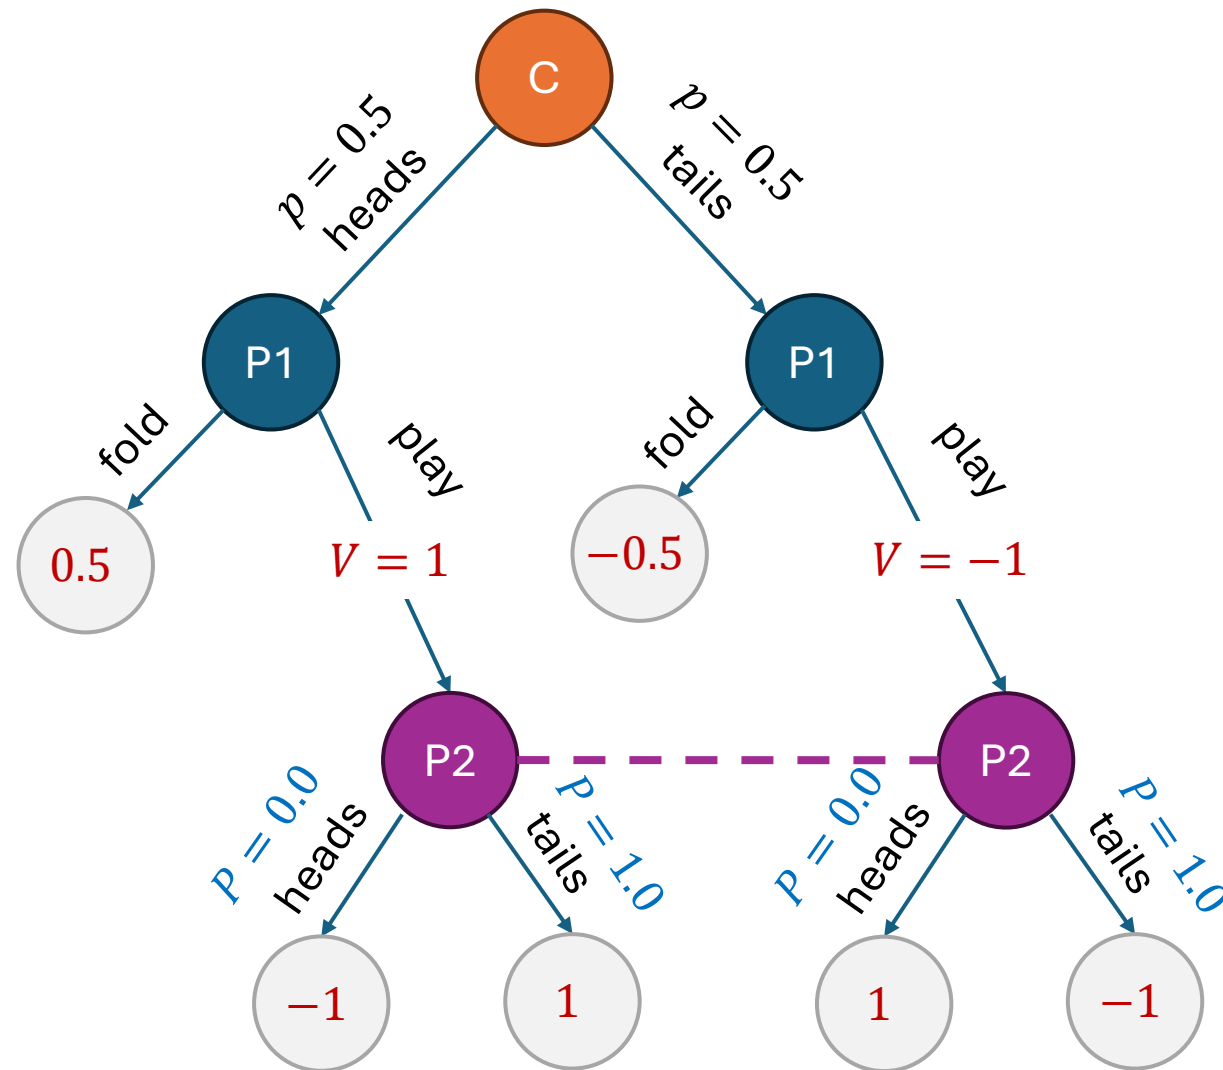 C
p = 0.5
heads
p = 0.5
tails
P1
P1
fold
play
fold
play
0.5
V = 1
−0.5
V = −1
P2
P2
P = 0.0
heads
P = 1.0
tails
P = 0.0
heads
P = 1.0
tails
−1
1
1
−1